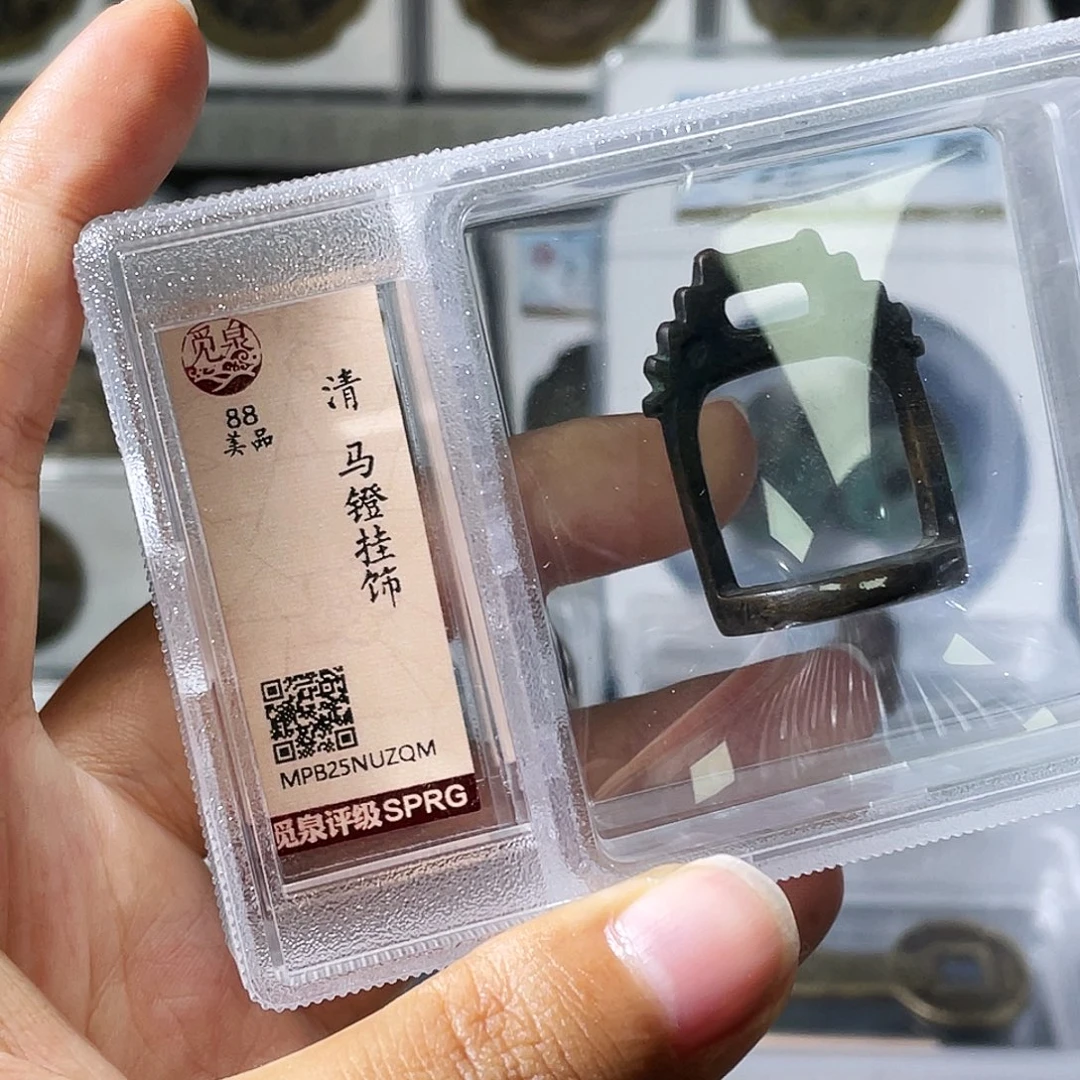 觅泉
88
美品
清 马镫挂饰
MPB25NUZQM
觅泉评级SPRG